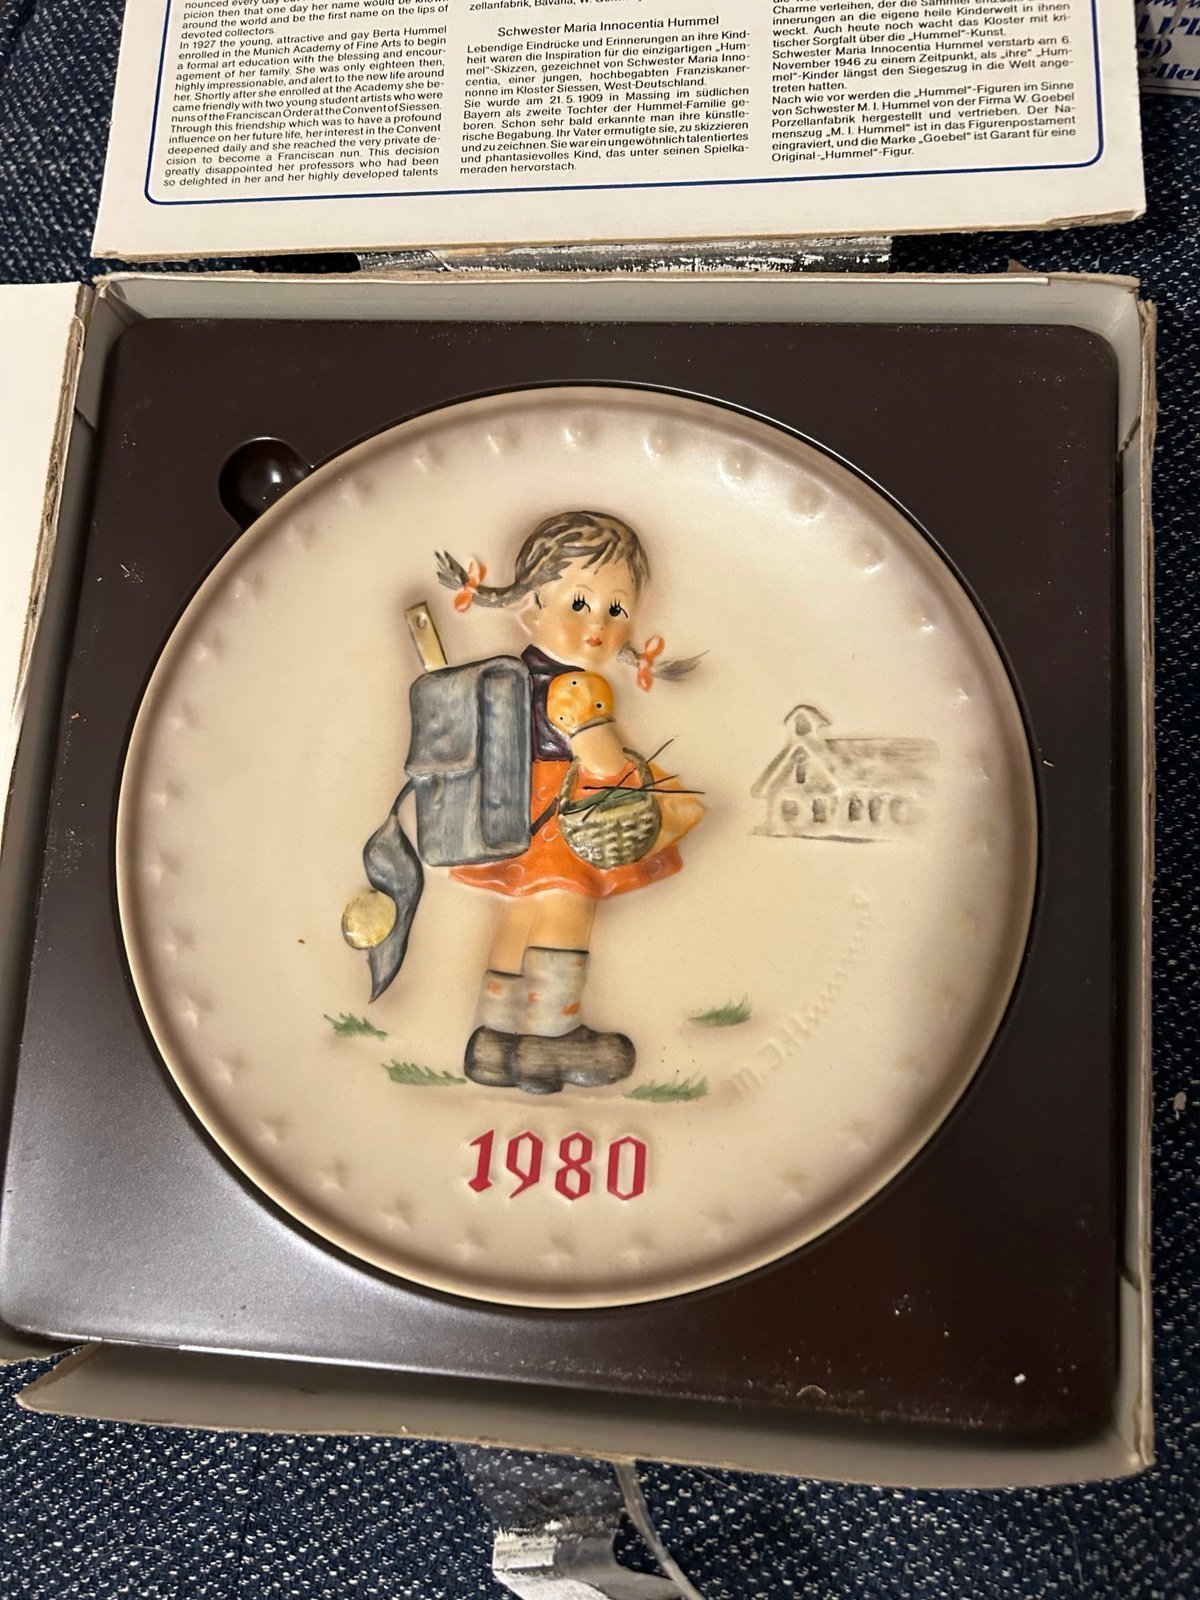 nounced every day but
picion then that one day her name would be known
around the world and be the first name on the lips of
devoted collectors.
In 1927 the young, attractive and gay Berta Hummel
enrolled in the Munich Academy of Fine Arts to begin
a formal art education with the blessing and encour-
agement of her family. She was only eighteen then,
highly impressionable, and alert to the new life around
her. Shortly after she enrolled at the Academy she be-
came friendly with two young student artists who were
nuns of the Franciscan Order at the Convent of Siessen.
Through this friendship which was to have a profound
influence on her future life, her interest in the Convent
deepened daily and she reached the very private de-
cision to become a Franciscan nun. This decision
greatly disappointed her professors who had been
so delighted in her and her highly developed talents
zellanfabrik, Bavaria, W.
Schwester Maria Innocentia Hummel
Lebendige Eindrücke und Erinnerungen an ihre Kind-
heit waren die Inspiration für die einzigartigen „Hum-
mel“-Skizzen, gezeichnet von Schwester Maria Inno-
centia, einer jungen, hochbegabten Franziskaner-
nonne im Kloster Siessen, West-Deutschland.
Sie wurde am 21.5.1909 in Massing im südlichen
Bayern als zweite Tochter der Hummel-Familie ge-
boren. Schon sehr bald erkannte man ihre künstle-
rische Begabung. Ihr Vater ermutigte sie, zu skizzieren
und zu zeichnen. Sie war ein ungewöhnlich talentiertes
und phantasievolles Kind, das unter seinen Spielka-
meraden hervorstach.
Charme verleihen, der die Sammler
innerungen an die eigene heile Kinderwelt in ihnen
weckt. Auch heute noch wacht das Kloster mit kri-
tischer Sorgfalt über die „Hummel“-Kunst.
Schwester Maria Innocentia Hummel verstarb am 6.
November 1946 zu einem Zeitpunkt, als „ihre“ „Hum-
mel“-Kinder längst den Siegeszug in die Welt ange-
treten hatten.
Nach wie vor werden die „Hummel“-Figuren im Sinne
von Schwester M. I. Hummel von der Firma W. Goebel
Porzellanfabrik hergestellt und vertrieben. Der Na-
menszug „M. I. Hummel“ ist in das Figurenpostament
eingraviert, und die Marke „Goebel“ ist Garant für eine
Original-„Hummel“-Figur.
M. J. Hummel
1980